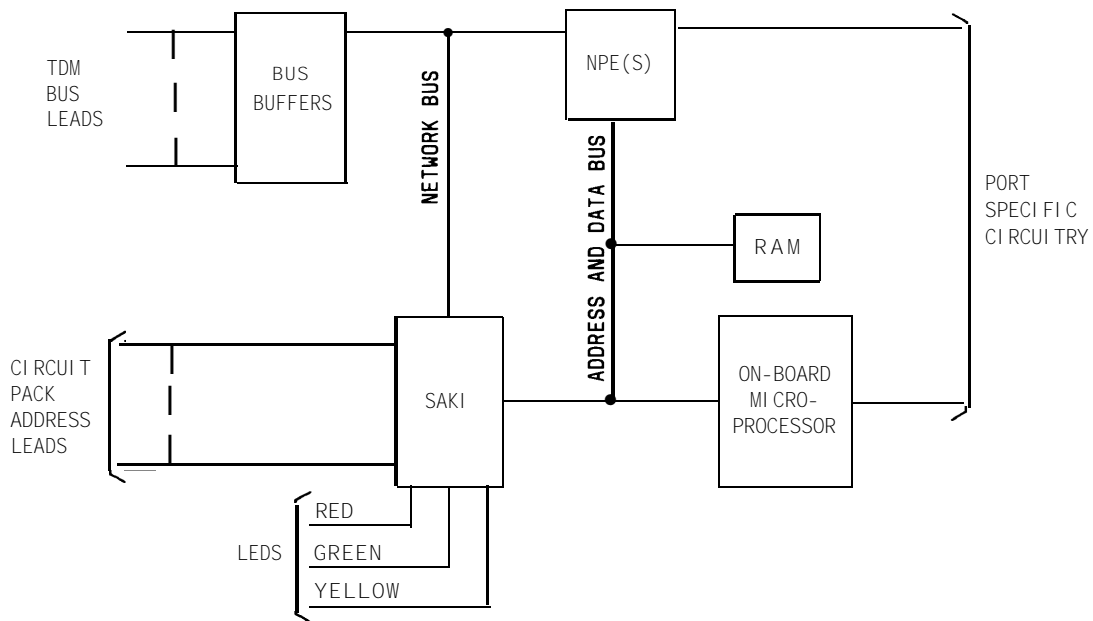 TDM
BUS
LEADS
BUS
BUFFERS
NETWORK BUS
NPE(S)
ADDRESS AND DATA BUS
RAM
PORT
SPECIFIC
CIRCUITRY
CIRCUIT
PACK
ADDRESS
LEADS
SAKI
ON-BOARD
MICRO-
PROCESSOR
LEDS
RED
GREEN
YELLOW